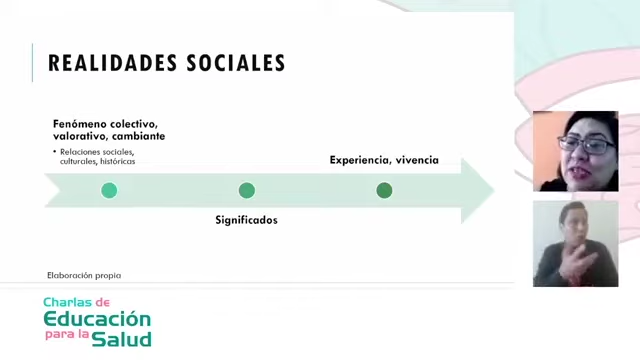 REALIDADES SOCIALES
Fenómeno colectivo,
valorativo, cambiante
• Relaciones sociales,
culturales, históricas
Experiencia, vivencia
Significados
Elaboración propia
Charlas de
Educación
para la Salud